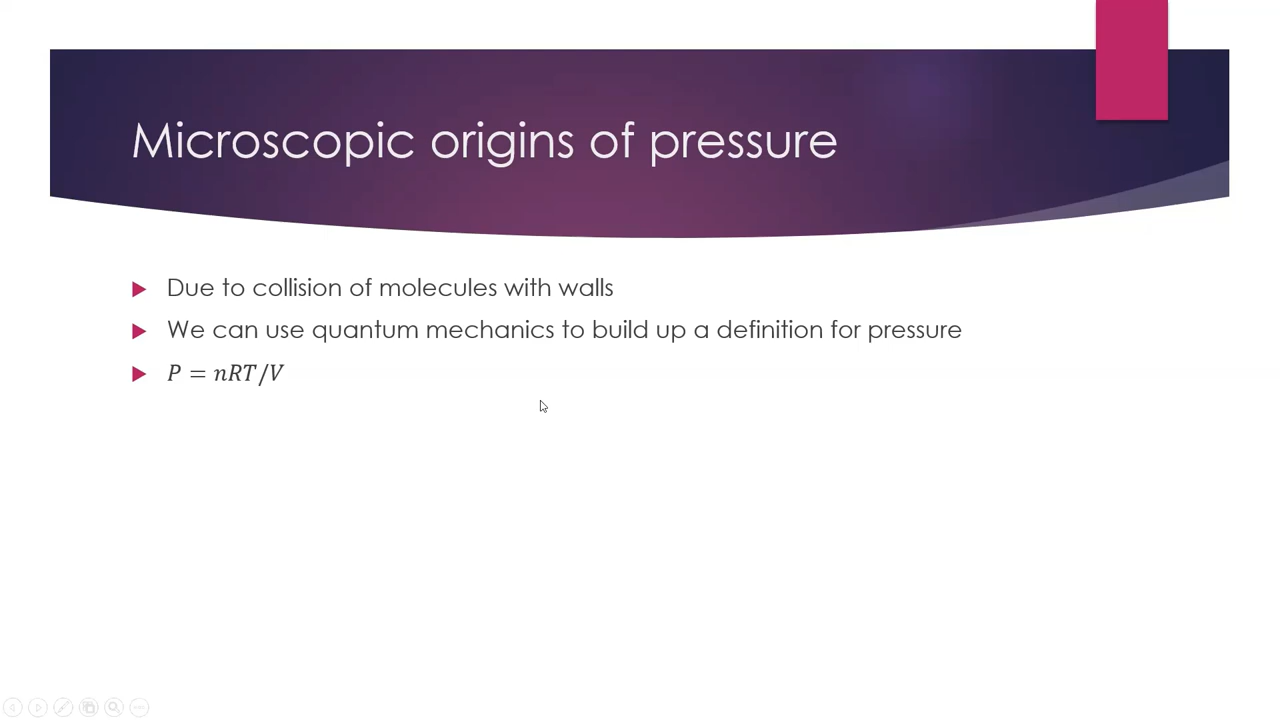 Microscopic origins of pressure
Due to collision of molecules with walls
We can use quantum mechanics to build up a definition for pressure
P = nRT/V